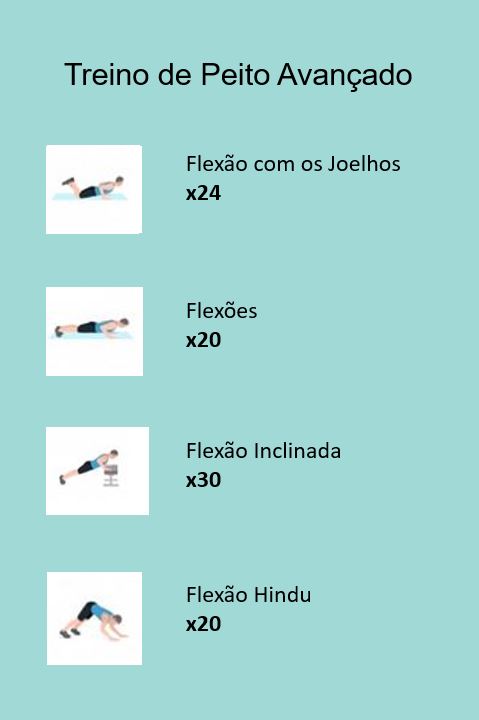 Treino de Peito Avançado
Flexão com os Joelhos
x24
Flexões
x20
Flexão Inclinada
x30
Flexão Hindu
x20